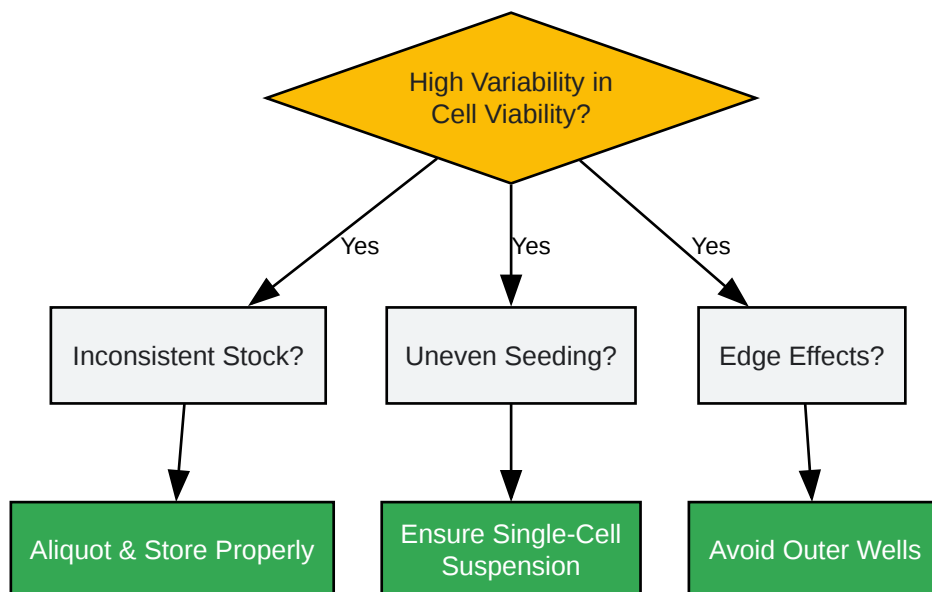 High Variability in
Cell Viability?
Yes
Yes
Yes
Inconsistent Stock?
Uneven Seeding?
Edge Effects?
Aliquot & Store Properly
Ensure Single-Cell
Suspension
Avoid Outer Wells